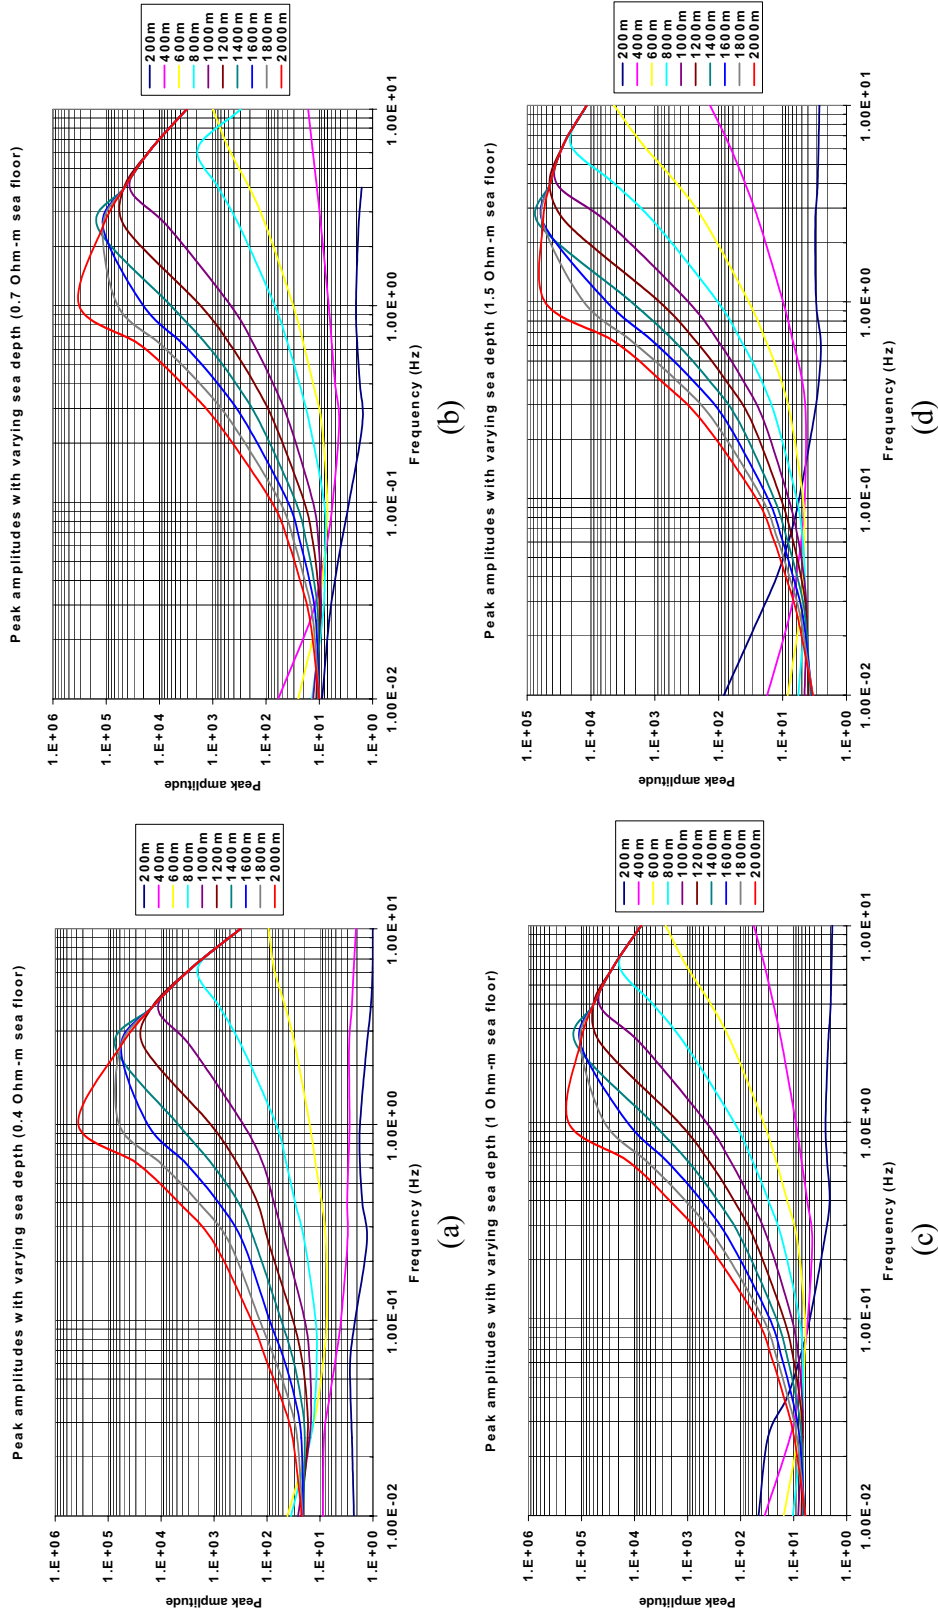 Peak amplitudes with varying sea depth (0.4 Ohm-m sea floor)
Peak amplitude
1.E+06
1.E+05
1.E+04
1.E+03
1.E+02
1.E+01
1.E+00
1.00E-02
1.00E-01
1.00E+00
1.00E+01
Frequency (Hz)
200m
400m
600m
800m
1000m
1200m
1400m
1600m
1800m
2000m
(a)
Peak amplitudes with varying sea depth (0.7 Ohm-m sea floor)
Peak amplitude
1.E+06
1.E+05
1.E+04
1.E+03
1.E+02
1.E+01
1.E+00
1.00E-02
1.00E-01
1.00E+00
1.00E+01
Frequency (Hz)
200m
400m
600m
800m
1000m
1200m
1400m
1600m
1800m
2000m
(b)
Peak amplitudes with varying sea depth (1 Ohm-m sea floor)
Peak amplitude
1.E+06
1.E+05
1.E+04
1.E+03
1.E+02
1.E+01
1.E+00
1.00E-02
1.00E-01
1.00E+00
1.00E+01
Frequency (Hz)
200m
400m
600m
800m
1000m
1200m
1400m
1600m
1800m
2000m
(c)
Peak amplitudes with varying sea depth (1.5 Ohm-m sea floor)
Peak amplitude
1.E+05
1.E+04
1.E+03
1.E+02
1.E+01
1.E+00
1.00E-02
1.00E-01
1.00E+00
1.00E+01
Frequency (Hz)
200m
400m
600m
800m
1000m
1200m
1400m
1600m
1800m
2000m
(d)